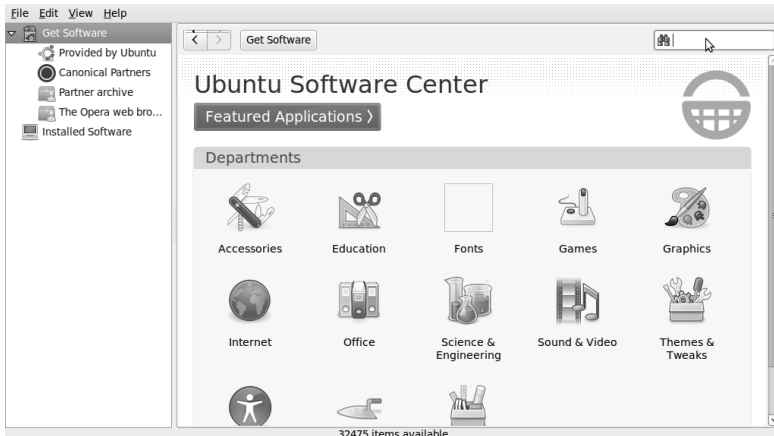 File Edit View Help
Get Software
Provided by Ubuntu
Canonical Partners
Partner archive
The Opera web bro...
Installed Software
Get Software
Ubuntu Software Center
Featured Applications
Departments
Accessories
Education
Fonts
Games
Graphics
Internet
Office
Science &
Engineering
Sound & Video
Themes &
Tweaks
32475 items available